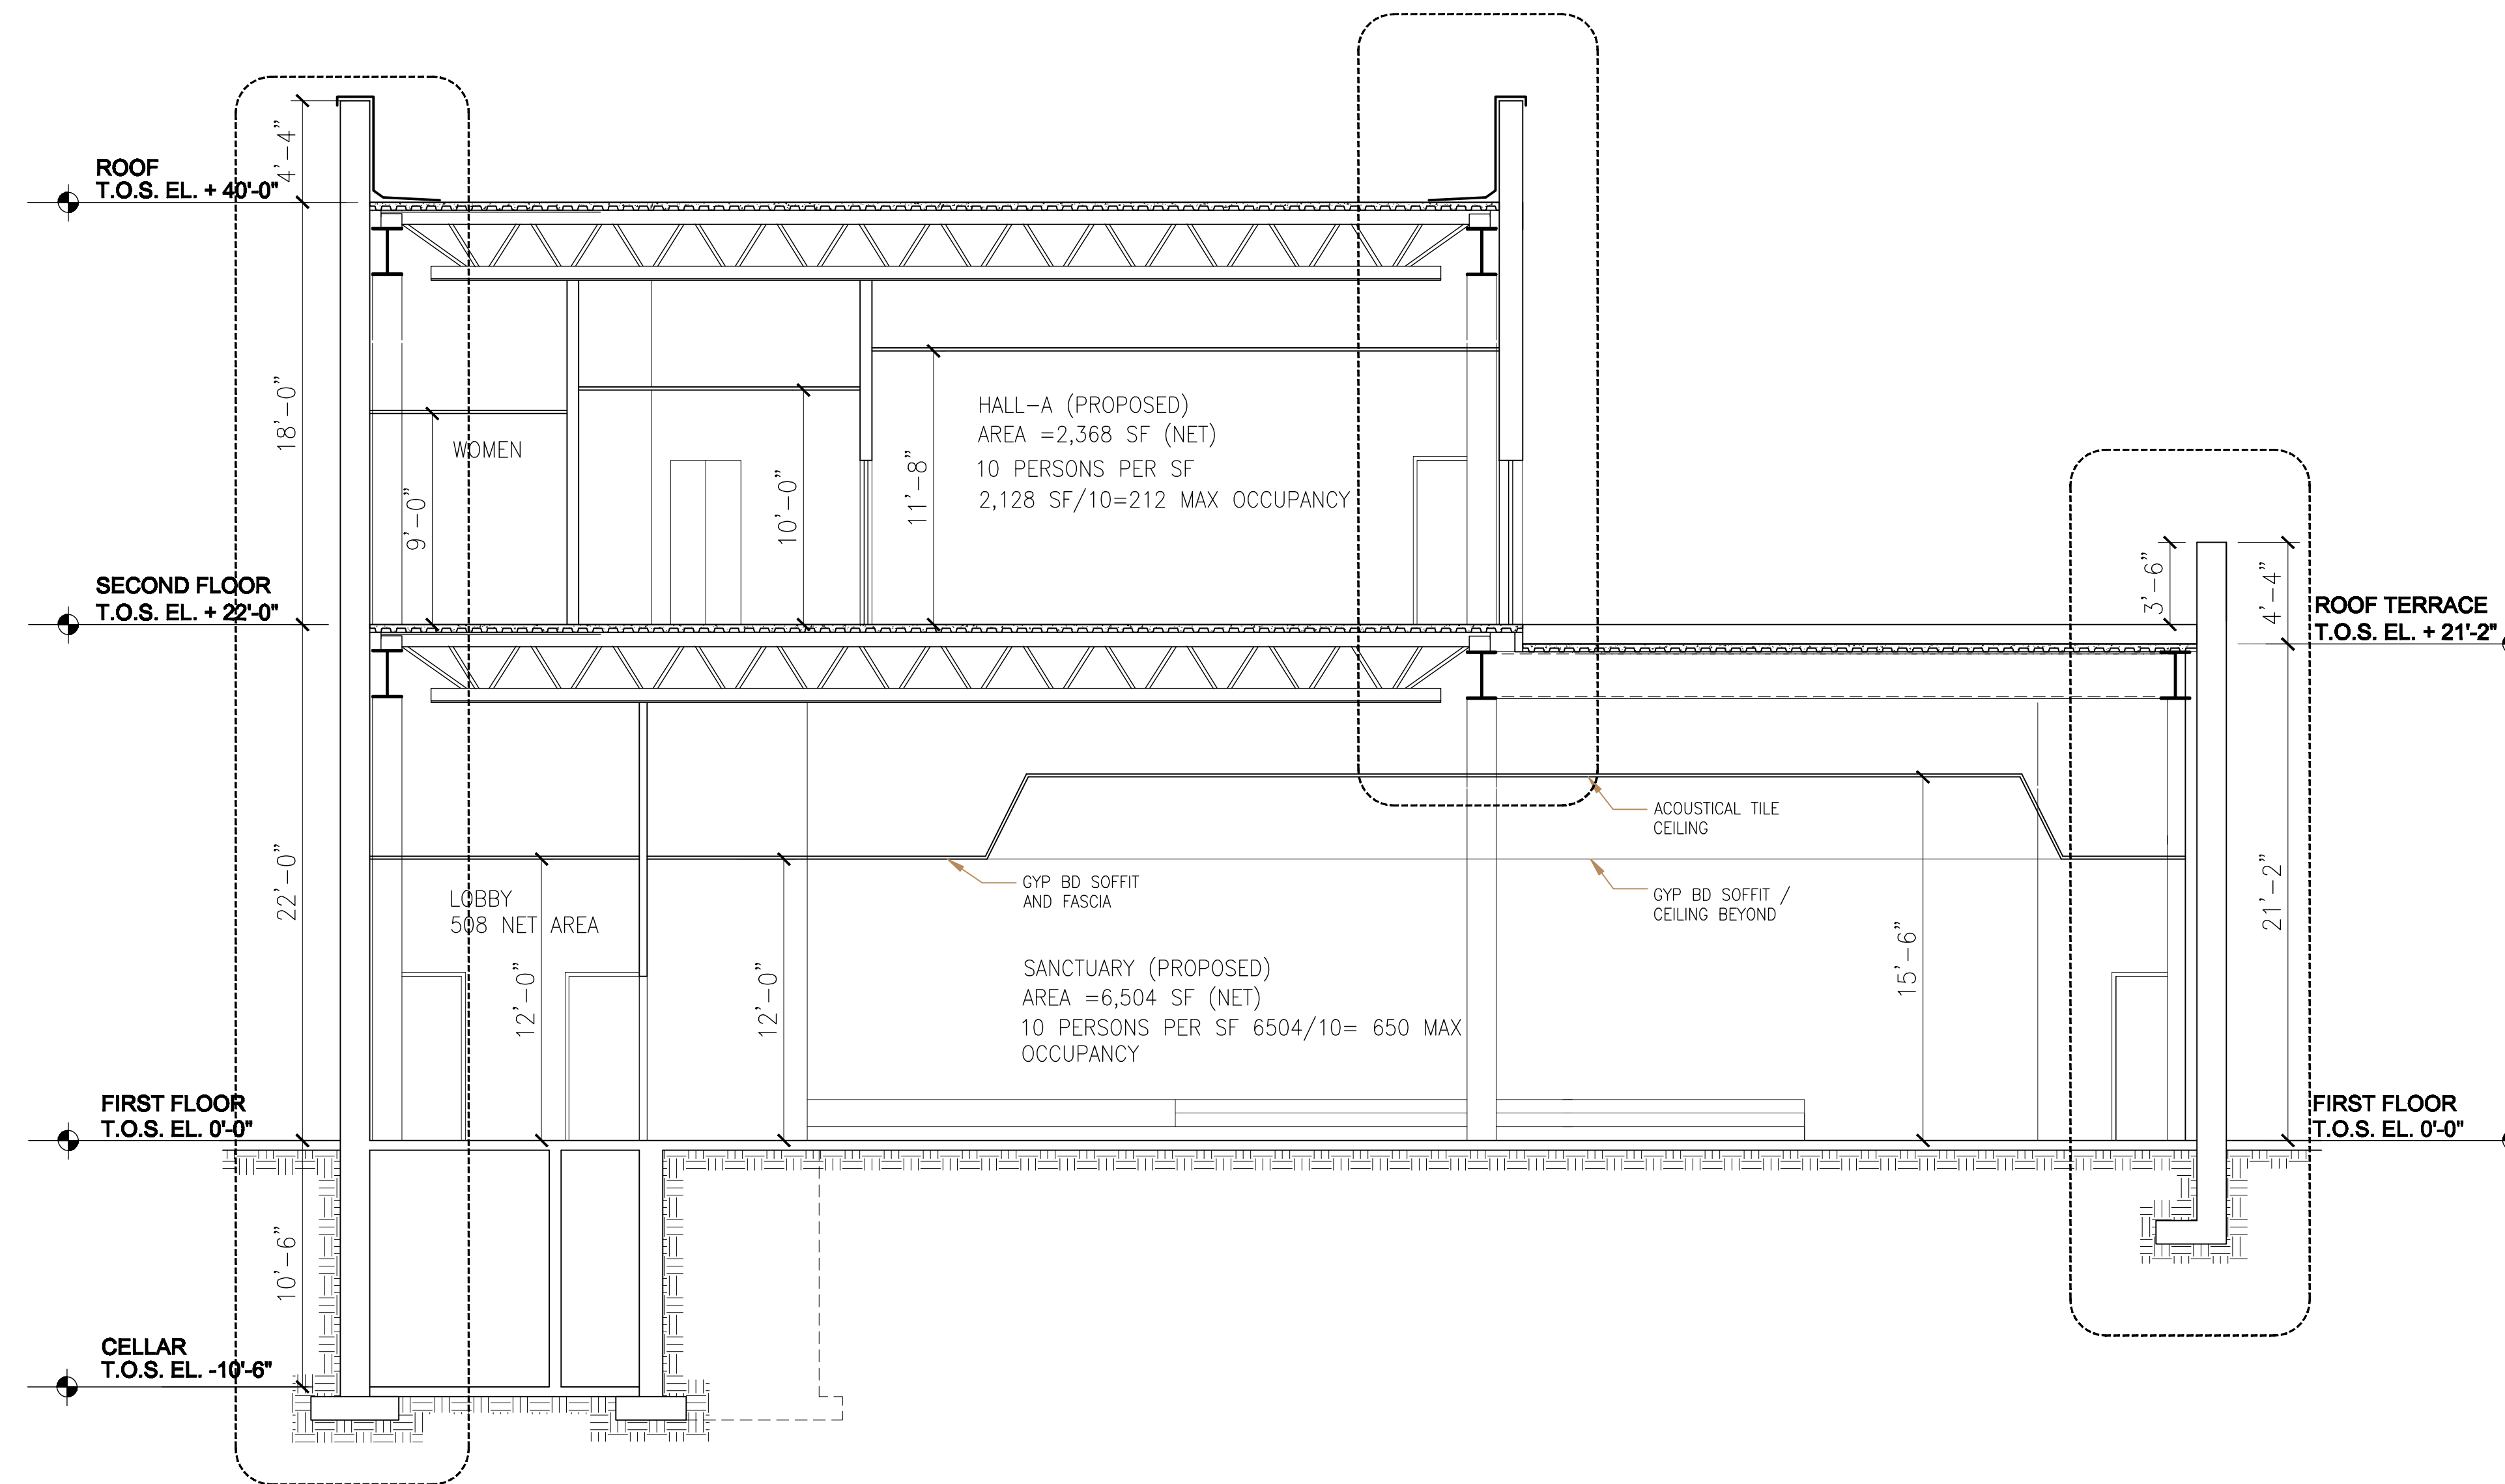 4'-4"
ROOF
T.O.S. EL. + 40'-0"
18'-0"
WOMEN
9'-0"
10'-0"
11'-8"
HALL-A (PROPOSED)
AREA =2,368 SF (NET)
10 PERSONS PER SF
2,128 SF/10=212 MAX OCCUPANCY
SECOND FLOOR
T.O.S. EL. + 22'-0"
3'-6"
4'-4"
ROOF TERRACE
T.O.S. EL. + 21'-2"
22'-0"
LOBBY
508 NET AREA
12'-0"
12'-0"
GYP BD SOFFIT
AND FASCIA
ACOUSTICAL TILE
CEILING
GYP BD SOFFIT /
CEILING BEYOND
15'-6"
21'-2"
SANCTUARY (PROPOSED)
AREA =6,504 SF (NET)
10 PERSONS PER SF 6504/10= 650 MAX
OCCUPANCY
FIRST FLOOR
T.O.S. EL. 0'-0"
FIRST FLOOR
T.O.S. EL. 0'-0"
10'-6"
CELLAR
T.O.S. EL. -10'-6"